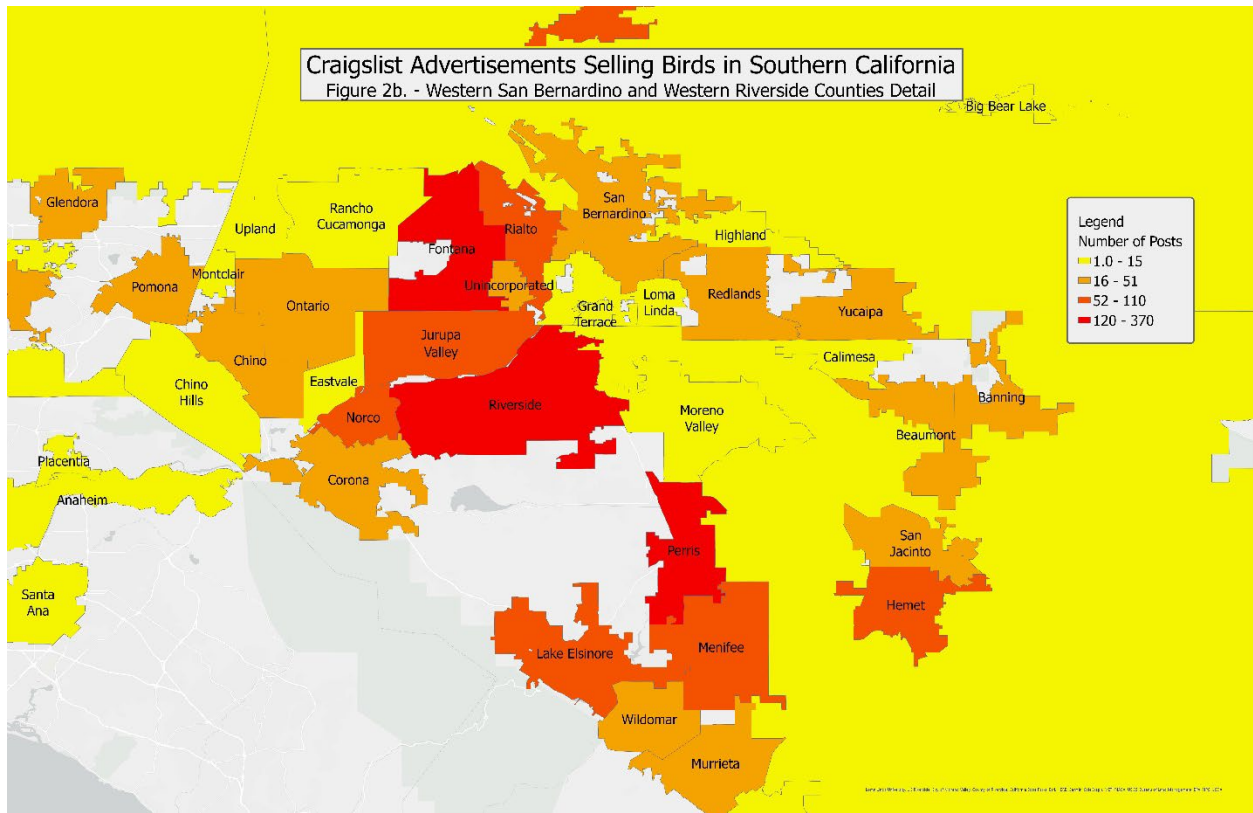 Craigslist Advertisements Selling Birds in Southern California
Figure 2b. - Western San Bernardino and Western Riverside Counties Detail
Big Bear Lake
Glendora
Rancho
Cucamonga
Upland
San
Bernardino
Rialto
Highland
Fontana
Montclair
Pomona
Unincorporated
Ontario
Grand
Terrace
Loma
Linda
Redlands
Yucaipa
Jurupa
Valley
Chino
Chino
Hills
Eastvale
Calimesa
Norco
Riverside
Moreno
Valley
Banning
Beaumont
Placentia
Anaheim
Corona
San
Jacinto
Perris
Santa
Ana
Hemet
Lake Elsinore
Menifee
Wildomar
Murrieta
Legend
Number of Posts
1.0 - 15
16 - 51
52 - 110
120 - 370